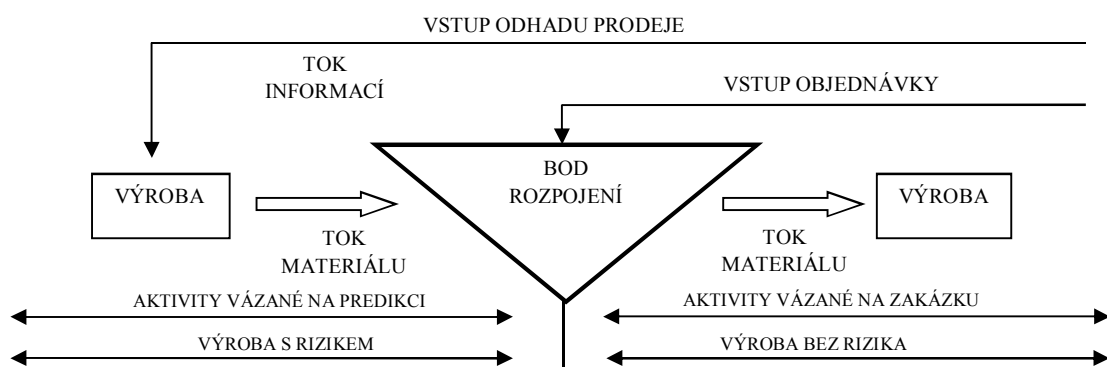 VSTUP ODHADU PRODEJE
TOK
INFORMACÍ
VSTUP OBJEDNÁVKY
BOD
ROZPOJENÍ
VÝROBA
VÝROBA
TOK
MATERIÁLU
TOK
MATERIÁLU
AKTIVITY VÁZANÉ NA PREDIKCI
AKTIVITY VÁZANÉ NA ZAKÁZKU
VÝROBA S RIZIKEM
VÝROBA BEZ RIZIKA